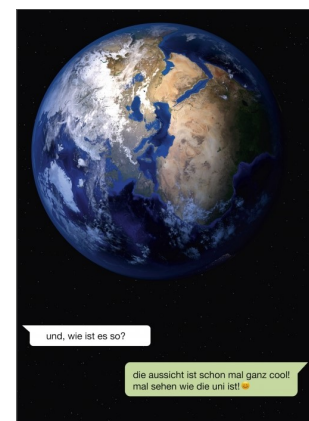 und, wie ist es so?
die aussicht ist schon mal ganz cool!
mal sehen wie die uni ist! 😊